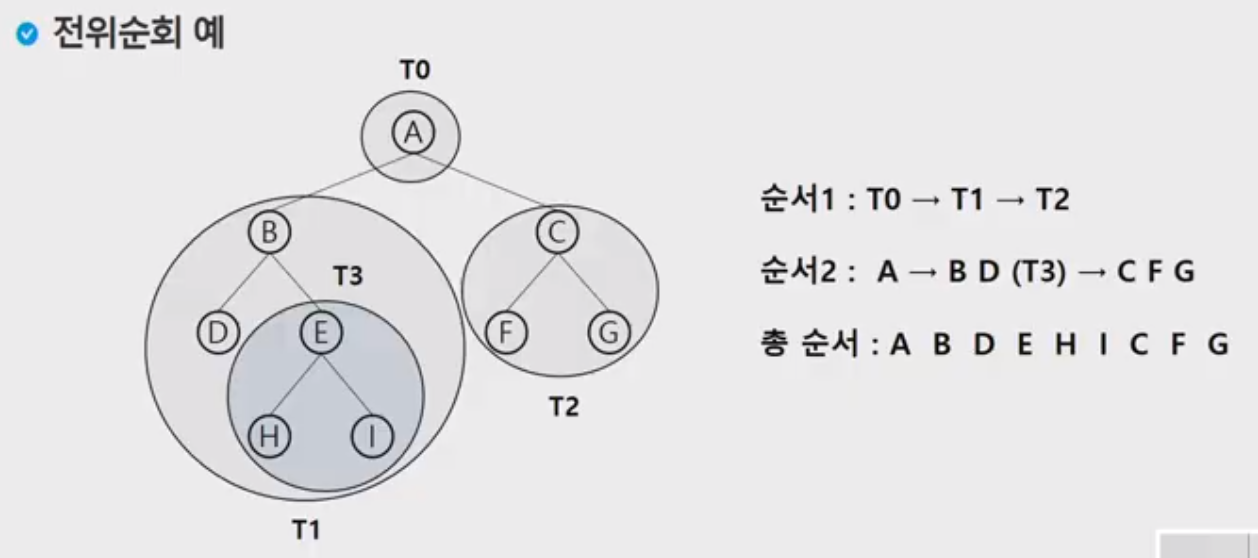 전위순회 예
T0
A
B
C
T3
D
E
F
G
H
I
T2
T1
순서1 : T0 → T1 → T2
순서2 : A → B D (T3) → C F G
총 순서 : A B D E H I C F G